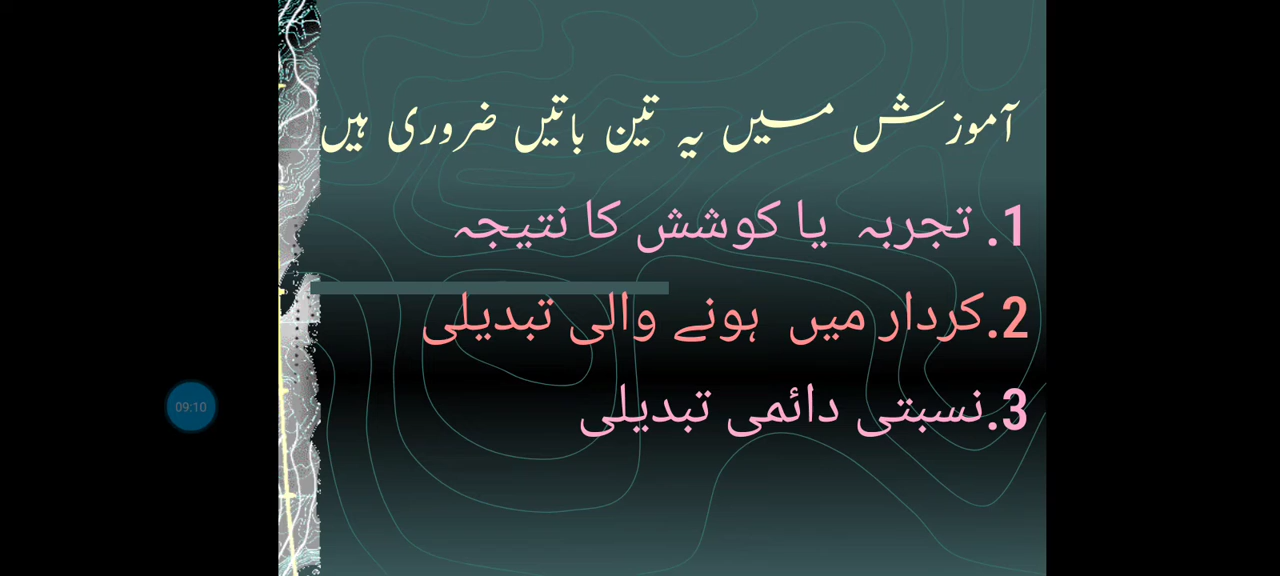 آموزش میں یہ تین باتیں ضروری ہیں
1. تجربہ یا کوشش کا نتیجہ
2.کردار میں ہونے والی تبدیلی
3.نسبتی دائمی تبدیلی
09:10